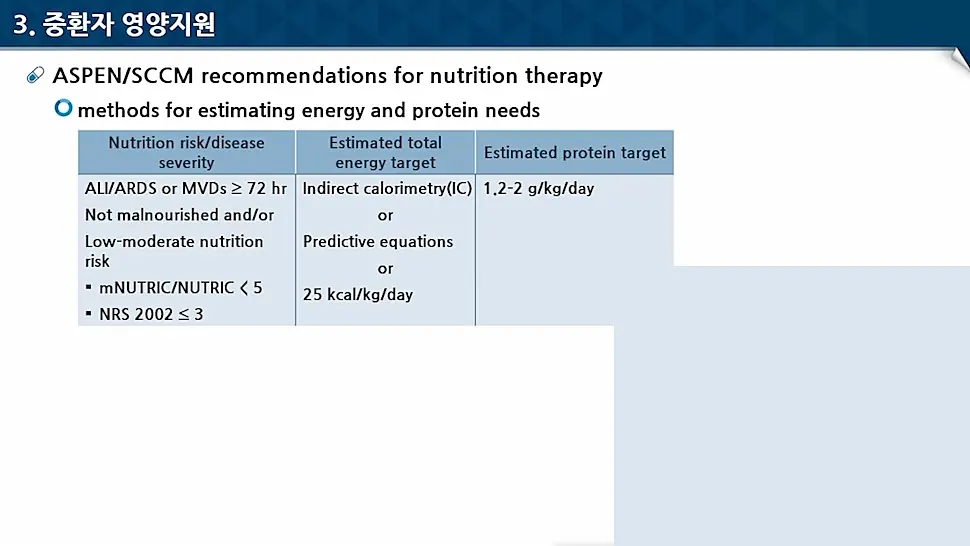 3. 중환자 영양지원
ASPEN/SCCM recommendations for nutrition therapy
methods for estimating energy and protein needs
Nutrition risk/disease
severity
Estimated total
energy target
Estimated protein target
ALI/ARDS or MVDs ≥ 72 hr
Not malnourished and/or
Low-moderate nutrition
risk
▪ mNUTRIC/NUTRIC < 5
▪ NRS 2002 ≤ 3
Indirect calorimetry(IC)
or
Predictive equations
or
25 kcal/kg/day
1.2-2 g/kg/day